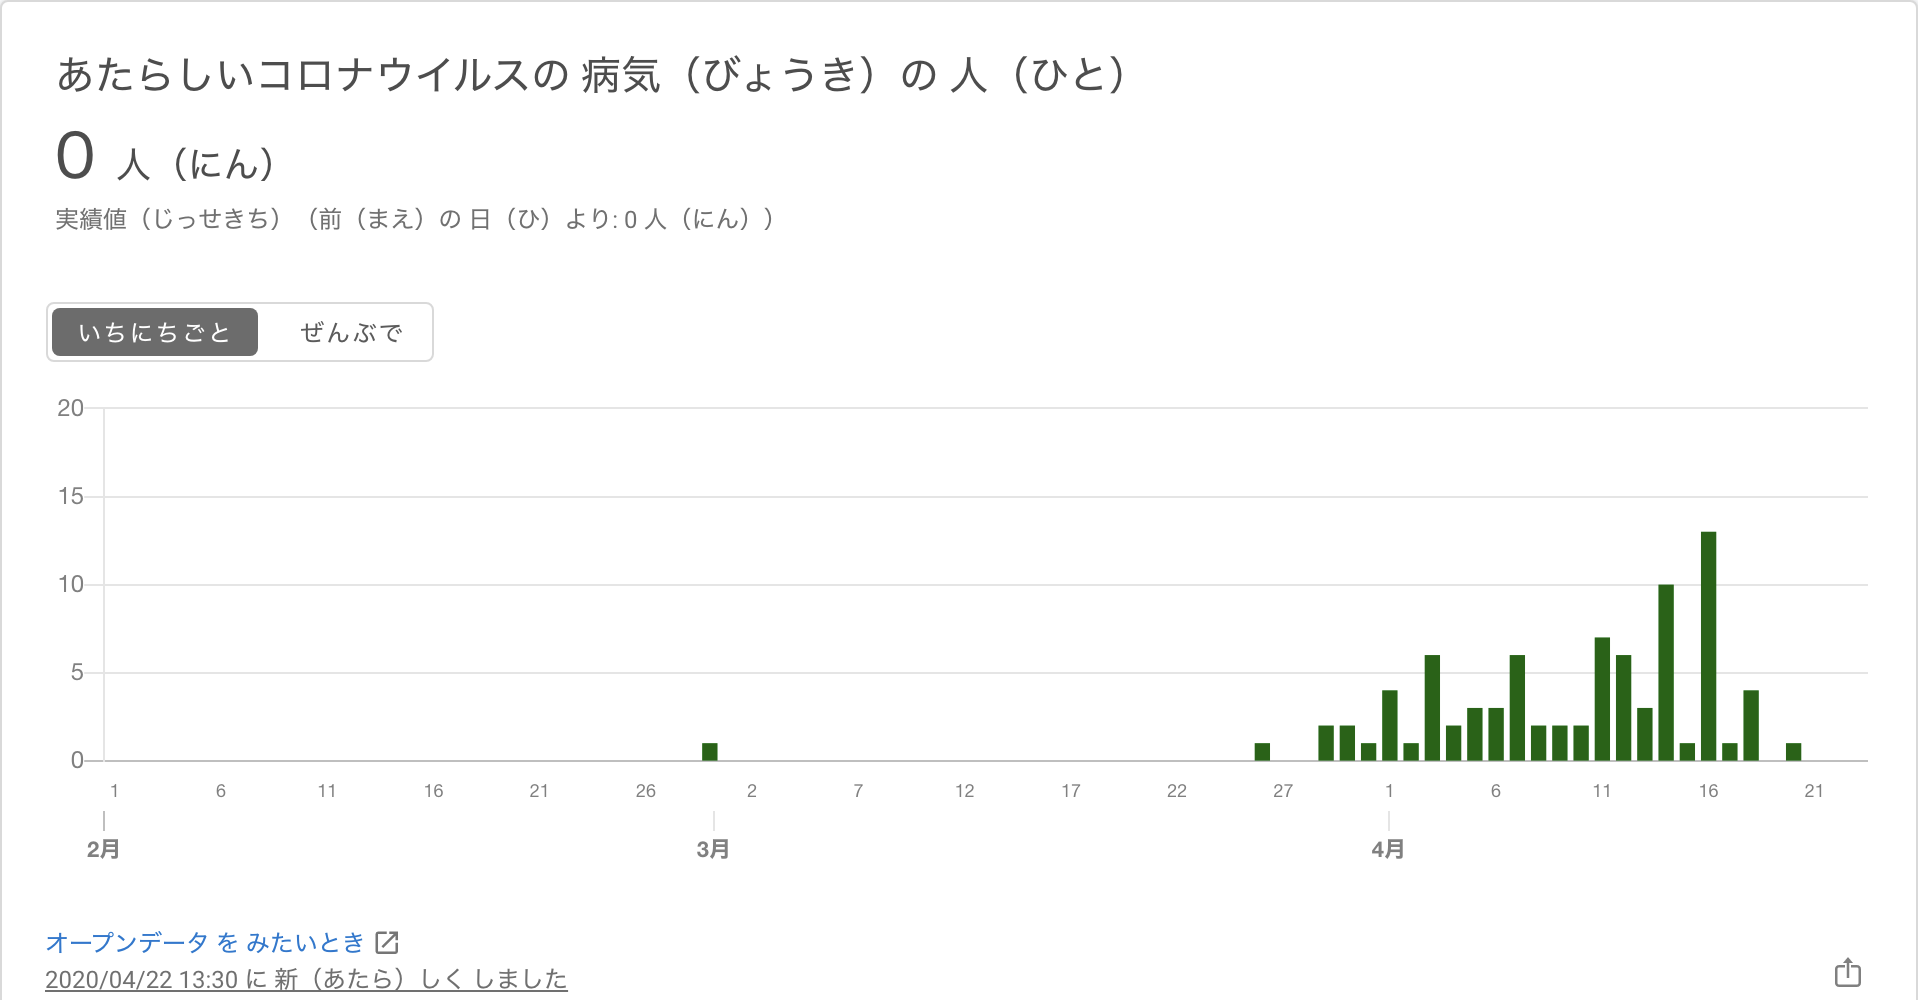 あたらしいコロナウイルスの 病気（びょうき）の 人（ひと）
0 人（にん）
実績値（じっせきち）（前（まえ）の 日（ひ）より: 0 人（にん））
いちにちごと ぜんぶで
20
15
10
5
0
1 6 11 16 21 26 2 7 12 17 22 27 1 6 11 16 21
2月 3月 4月
オープンデータ を みたいとき
2020/04/22 13:30 に 新（あたら）しく しました